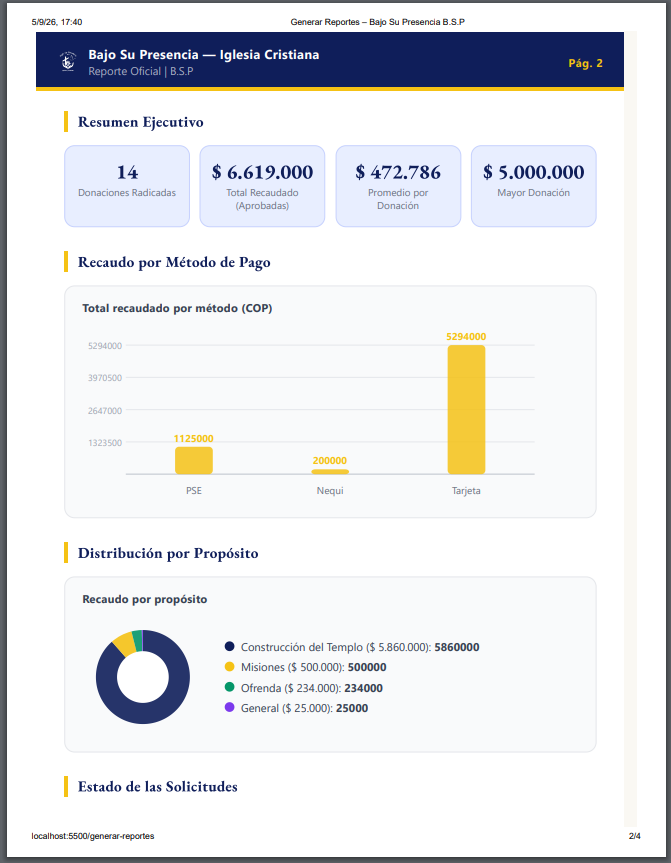 5/9/26, 17:40
Generar Reportes – Bajo Su Presencia B.S.P
Bajo Su Presencia — Iglesia Cristiana
Reporte Oficial | B.S.P
Pág. 2
Resumen Ejecutivo
14
Donaciones Radicadas
$ 6.619.000
Total Recaudado
(Aprobadas)
$ 472.786
Promedio por
Donación
$ 5.000.000
Mayor Donación
Recaudo por Método de Pago
Total recaudado por método (COP)
5294000
3970500
2647000
1323500
1125000
200000
5294000
PSE
Nequi
Tarjeta
Distribución por Propósito
Recaudo por propósito
Construcción del Templo ($ 5.860.000): 5860000
Misiones ($ 500.000): 500000
Ofrenda ($ 234.000): 234000
General ($ 25.000): 25000
Estado de las Solicitudes
localhost:5500/generar-reportes
2/4